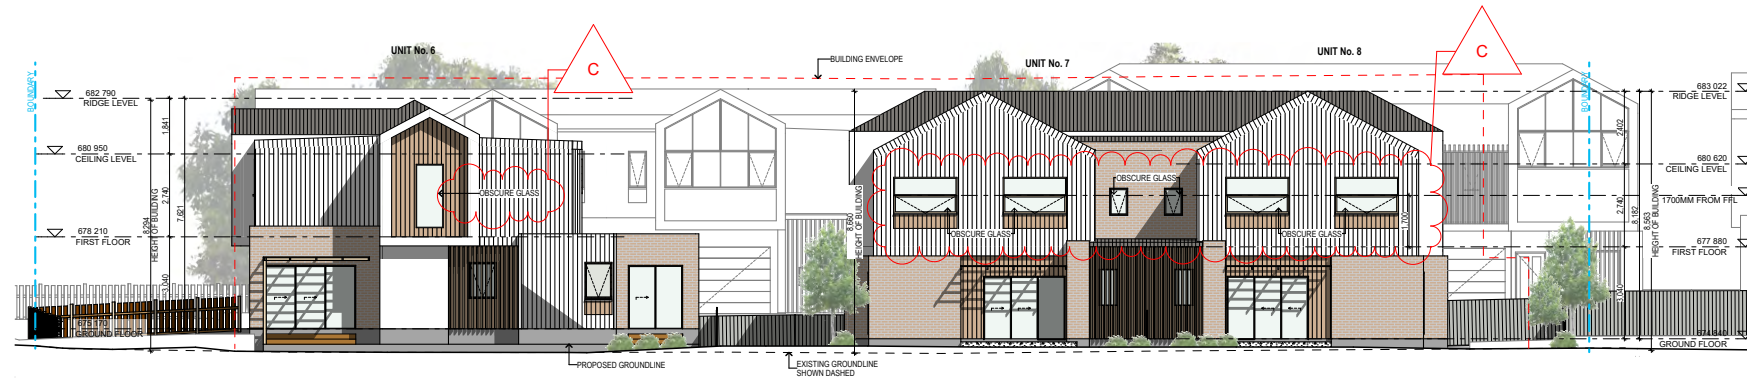 UNIT No. 6
C
BUILDING ENVELOPE
UNIT No. 7
UNIT No. 8
C
BOUNDARY
682 790
RIDGE LEVEL
1,841
680 950
CEILING LEVEL
2,740
7,621
8,294
HEIGHT OF BUILDING
678 210
FIRST FLOOR
3,040
675 170
GROUND FLOOR
OBSCURE GLASS
8,660
HEIGHT OF BUILDING
OBSCURE GLASS
OBSCURE GLASS
OBSCURE GLASS
1,700
BOUNDARY
683 022
RIDGE LEVEL
2,402
680 620
CEILING LEVEL
2,740
8,182
8,563
HEIGHT OF BUILDING
1700MM FROM FFL
677 880
FIRST FLOOR
3,040
674 840
GROUND FLOOR
PROPOSED GROUNDLINE
EXISTING GROUNDLINE
SHOWN DASHED